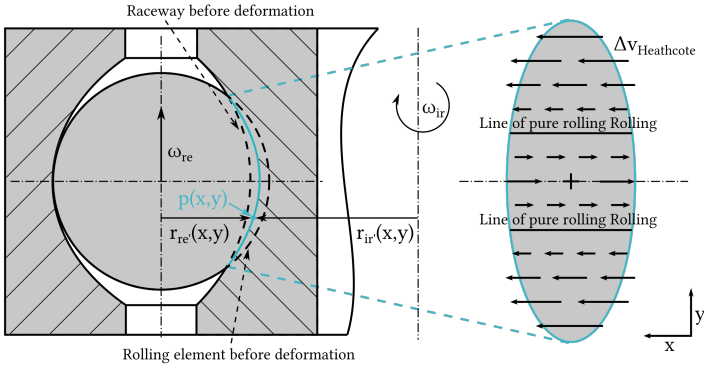 Raceway before deformation
Δv_Heathcote
ω_ir
Line of pure rolling Rolling
ω_re
p(x,y)
Line of pure rolling Rolling
r_re'(x,y)
r_ir'(x,y)
y
x
Rolling element before deformation